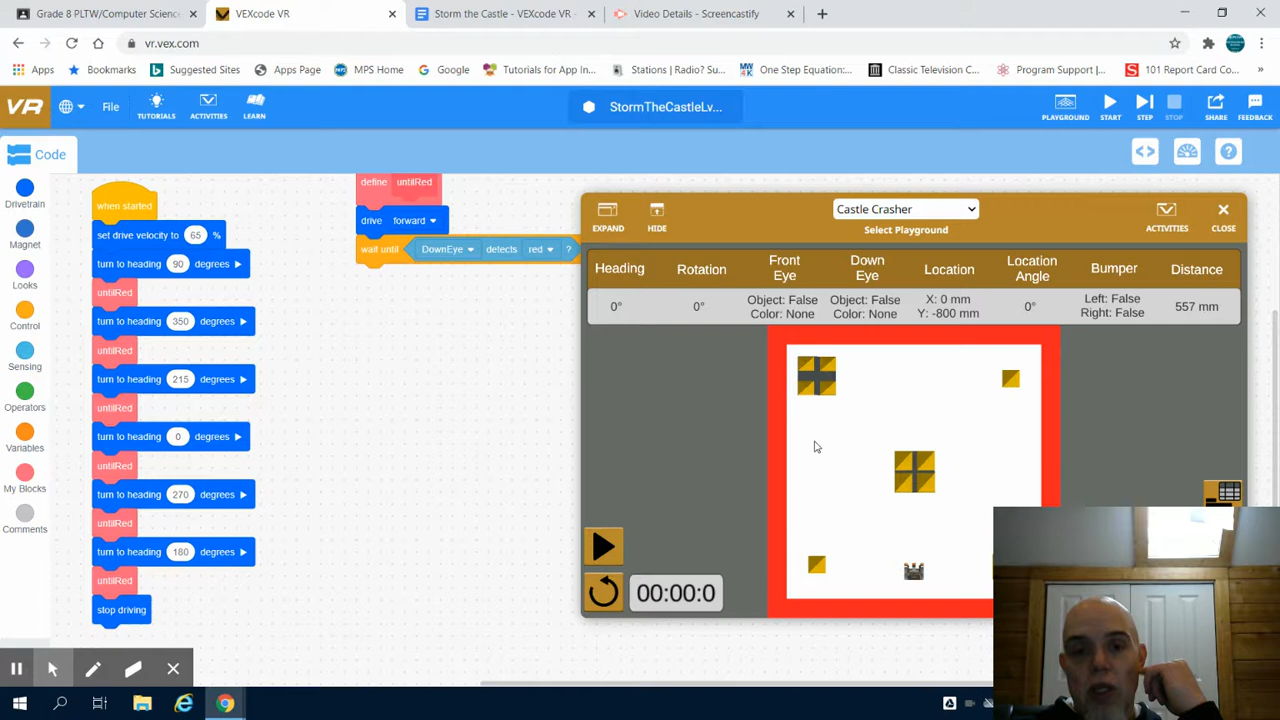 Grade 8 PLTW/Computer Science
VEXcode VR
Storm the Castle - VEXcode VR -
Video Details - Screencastify
vr.vex.com
Apps
Bookmarks
Suggested Sites
Apps Page
MPS Home
Google
Tutorials for App In...
Stations | Radio? Su...
One Step Equation:...
Classic Television C...
Program Support |...
101 Report Card Co...
VR
File
TUTORIALS
ACTIVITIES
LEARN
StormTheCastleLv...
PLAYGROUND
START
STEP
STOP
SHARE
FEEDBACK
Code
Drivetrain
Magnet
Looks
Control
Sensing
Operators
Variables
My Blocks
Comments
when started
set drive velocity to 65 %
turn to heading 90 degrees
untilRed
turn to heading 350 degrees
untilRed
turn to heading 215 degrees
untilRed
turn to heading 0 degrees
untilRed
turn to heading 270 degrees
untilRed
turn to heading 180 degrees
untilRed
stop driving
define untilRed
drive forward
wait until DownEye detects red ?
EXPAND
HIDE
Castle Crasher
Select Playground
ACTIVITIES
CLOSE
Heading
Rotation
Front Eye
Down Eye
Location
Location Angle
Bumper
Distance
0°
0°
Object: False
Color: None
Object: False
Color: None
X: 0 mm
Y: -800 mm
0°
Left: False
Right: False
557 mm
00:00:0